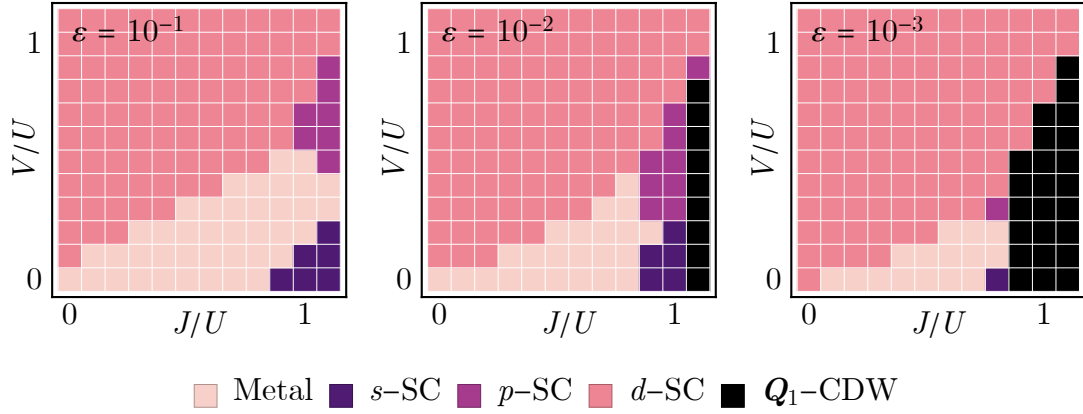 ε = 10⁻¹
1
V/U
0
0
J/U
1
ε = 10⁻²
1
V/U
0
0
J/U
1
ε = 10⁻³
1
V/U
0
0
J/U
1
Metal s–SC p–SC d–SC Q₁–CDW